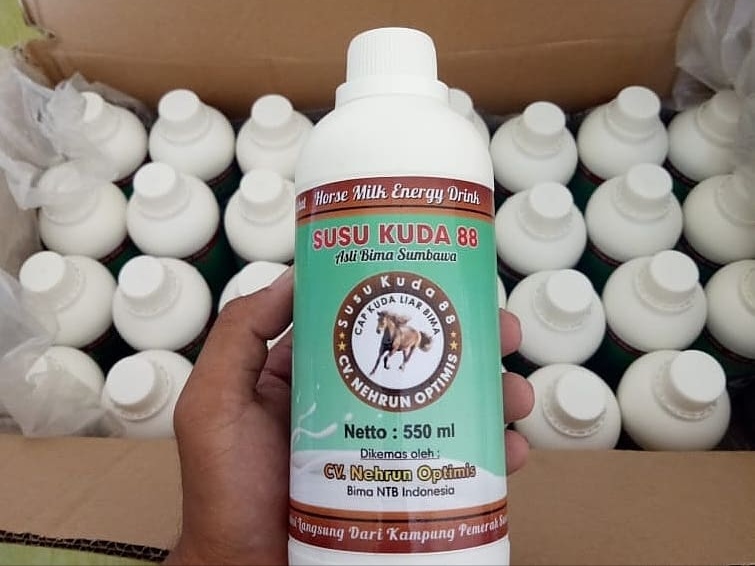 Horse Milk Energy Drink
SUSU KUDA 88
Asli Bima Sumbawa
Susu Kuda 88
CAP KUDA LIAR BIMA
CV. NEHRUN OPTIMIS
Netto : 550 ml
Dikemas oleh :
CV. Nehrun Optimis
Bima NTB Indonesia
Langsung Dari Kampung Pemerah